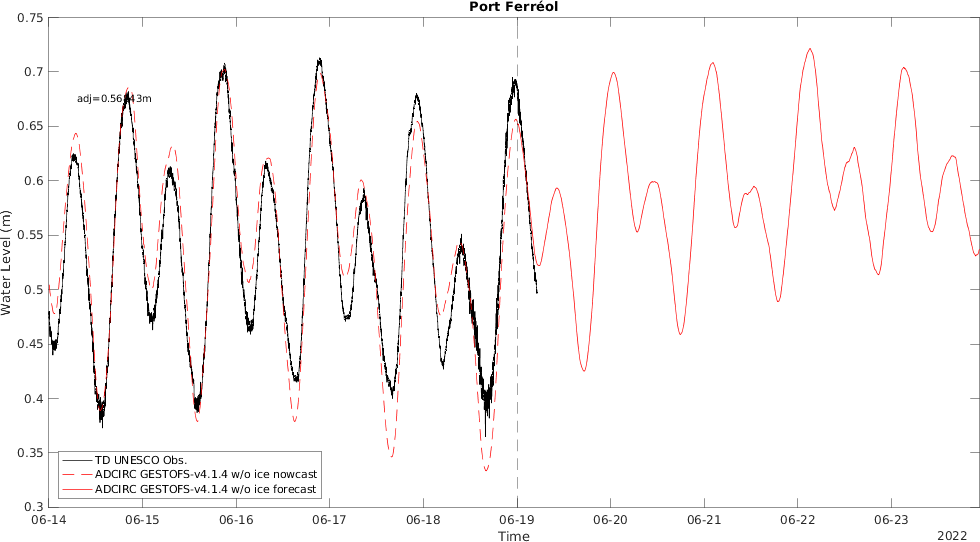 Port Ferréol
0.75
0.7
0.65
0.6
0.55
0.5
0.45
0.4
0.35
0.3
Water Level (m)
TD UNESCO Obs.
ADCIRC GESTOFS-v4.1.4 w/o ice nowcast
ADCIRC GESTOFS-v4.1.4 w/o ice forecast
06-14 06-15 06-16 06-17 06-18 06-19 06-20 06-21 06-22 06-23
Time
2022